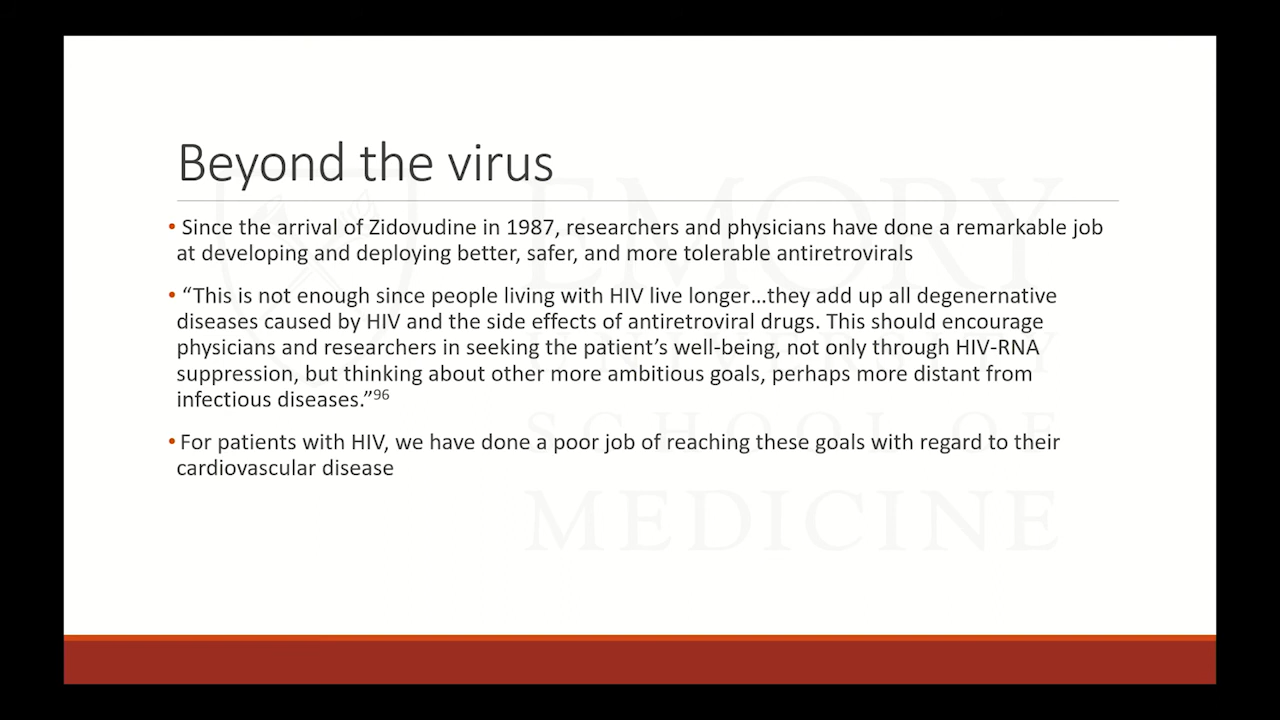 Beyond the virus
• Since the arrival of Zidovudine in 1987, researchers and physicians have done a remarkable job
at developing and deploying better, safer, and more tolerable antiretrovirals
• “This is not enough since people living with HIV live longer…they add up all degenernative
diseases caused by HIV and the side effects of antiretroviral drugs. This should encourage
physicians and researchers in seeking the patient’s well-being, not only through HIV-RNA
suppression, but thinking about other more ambitious goals, perhaps more distant from
infectious diseases.”96
• For patients with HIV, we have done a poor job of reaching these goals with regard to their
cardiovascular disease
EMORY
SCHOOL OF
MEDICINE